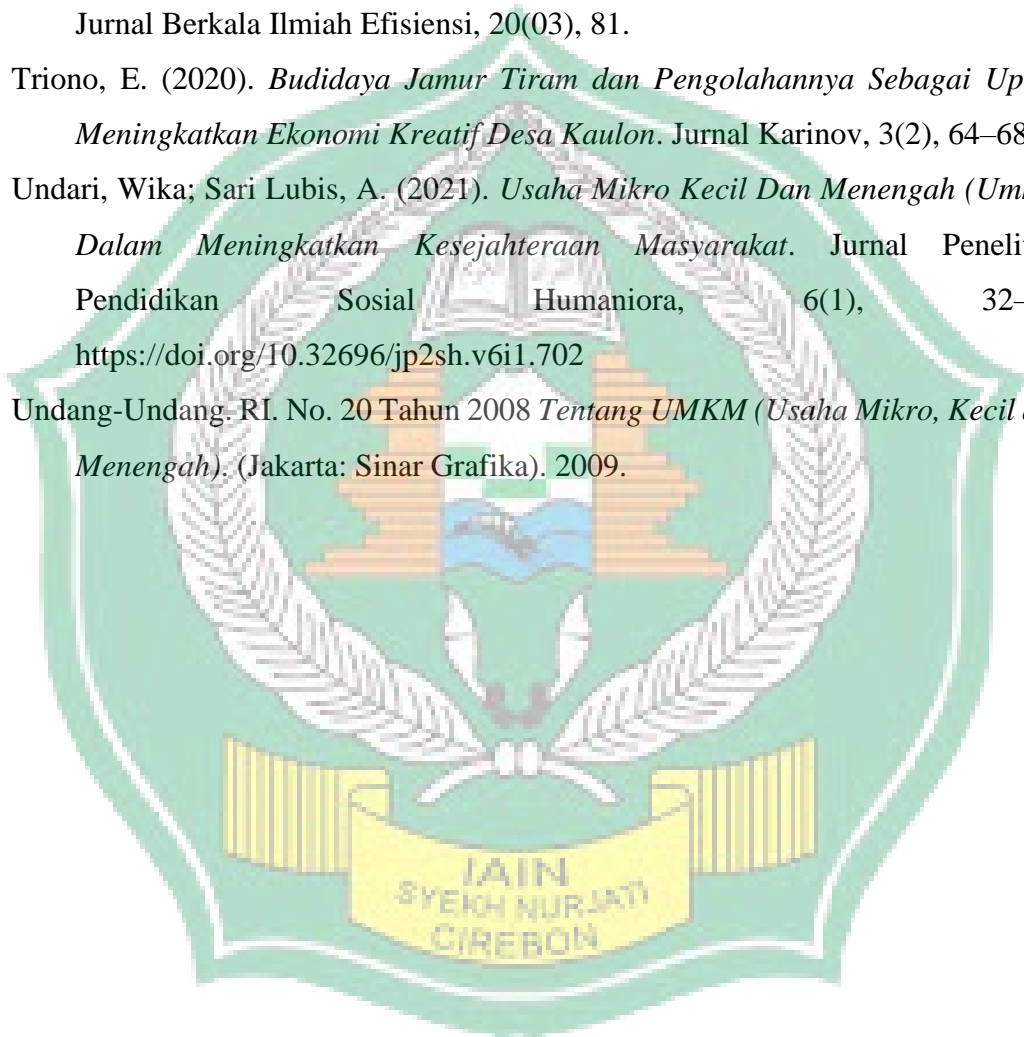 Jurnal Berkala Ilmiah Efisiensi, 20(03), 81.
Triono, E. (2020). Budidaya Jamur Tiram dan Pengolahannya Sebagai Up
Meningkatkan Ekonomi Kreatif Desa Kaulon. Jurnal Karinov, 3(2), 64–68
Undari, Wika; Sari Lubis, A. (2021). Usaha Mikro Kecil Dan Menengah (Um
Dalam Meningkatkan Kesejahteraan Masyarakat. Jurnal Penelit
Pendidikan Sosial Humaniora, 6(1), 32–
https://doi.org/10.32696/jp2sh.v6i1.702
Undang-Undang. RI. No. 20 Tahun 2008 Tentang UMKM (Usaha Mikro, Kecil
Menengah). (Jakarta: Sinar Grafika). 2009.
IAIN
SYEKH NURJATI
CIREBON